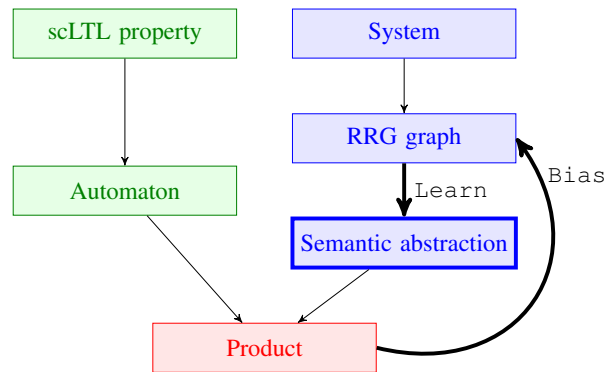 scLTL property
System
RRG graph
Bias
Learn
Automaton
Semantic abstraction
Product